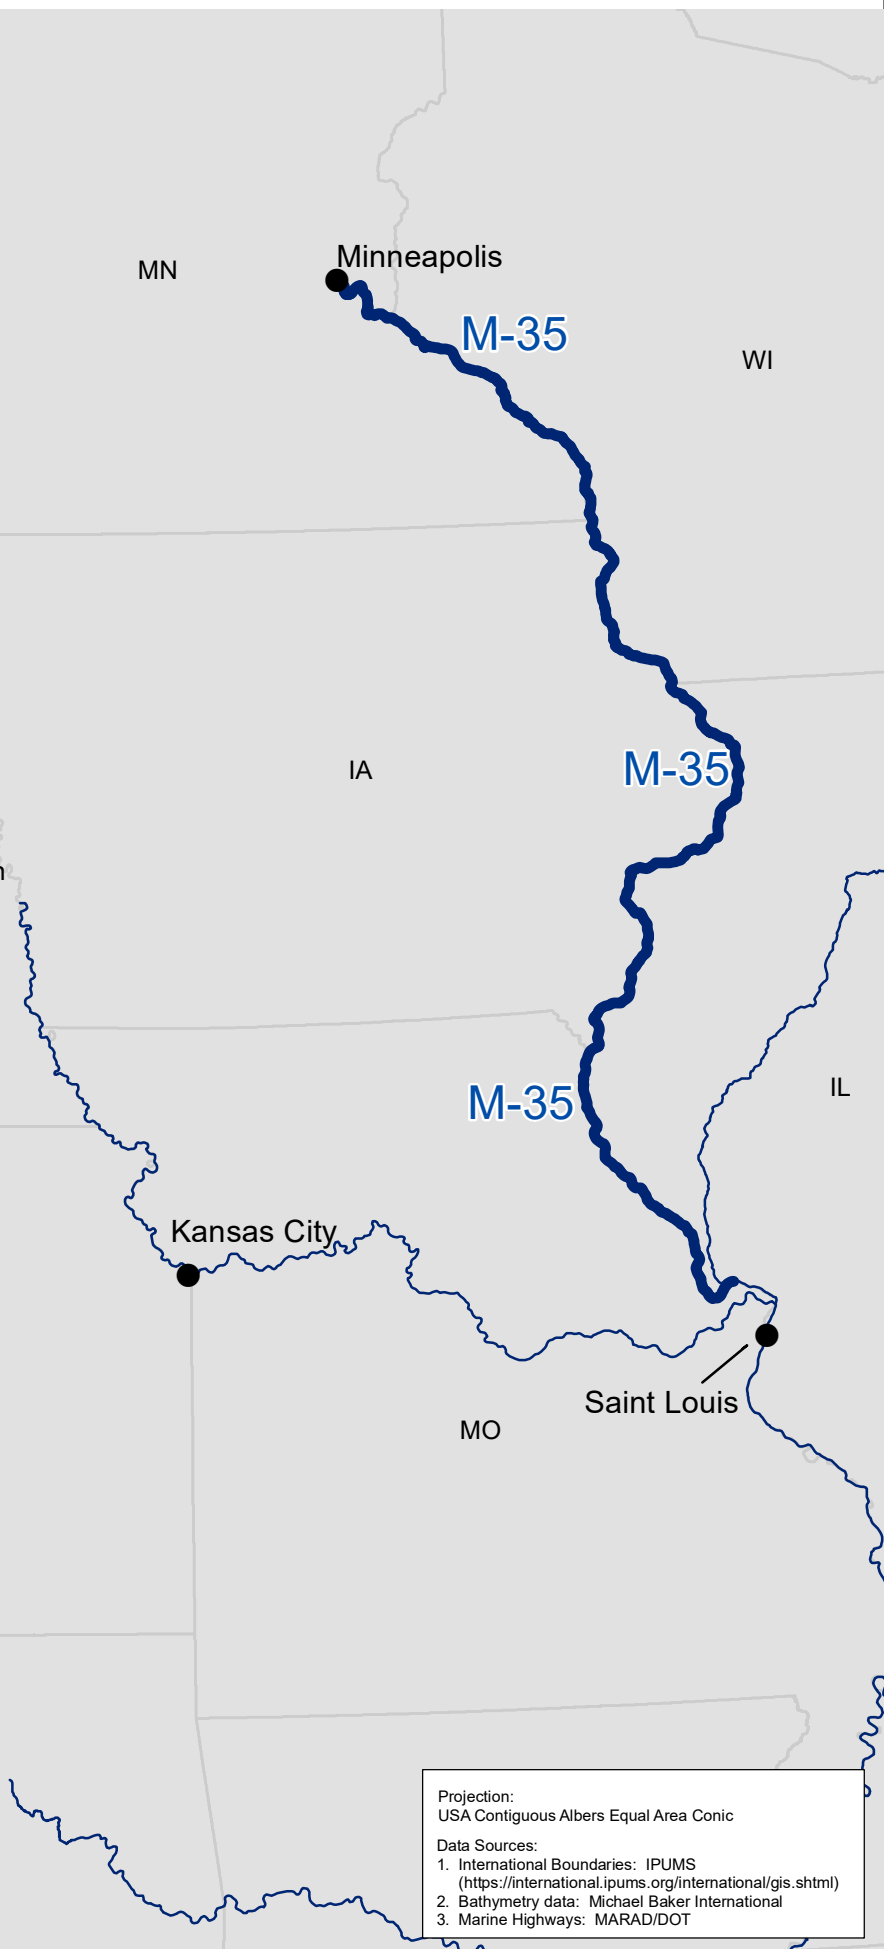 Minneapolis
MN
M-35
WI
M-35
IA
n
IL
M-35
Kansas City
Saint Louis
MO
Projection:
USA Contiguous Albers Equal Area Conic
Data Sources:
1. International Boundaries: IPUMS
(https://international.ipums.org/international/gis.shtml)
2. Bathymetry data: Michael Baker International
3. Marine Highways: MARAD/DOT